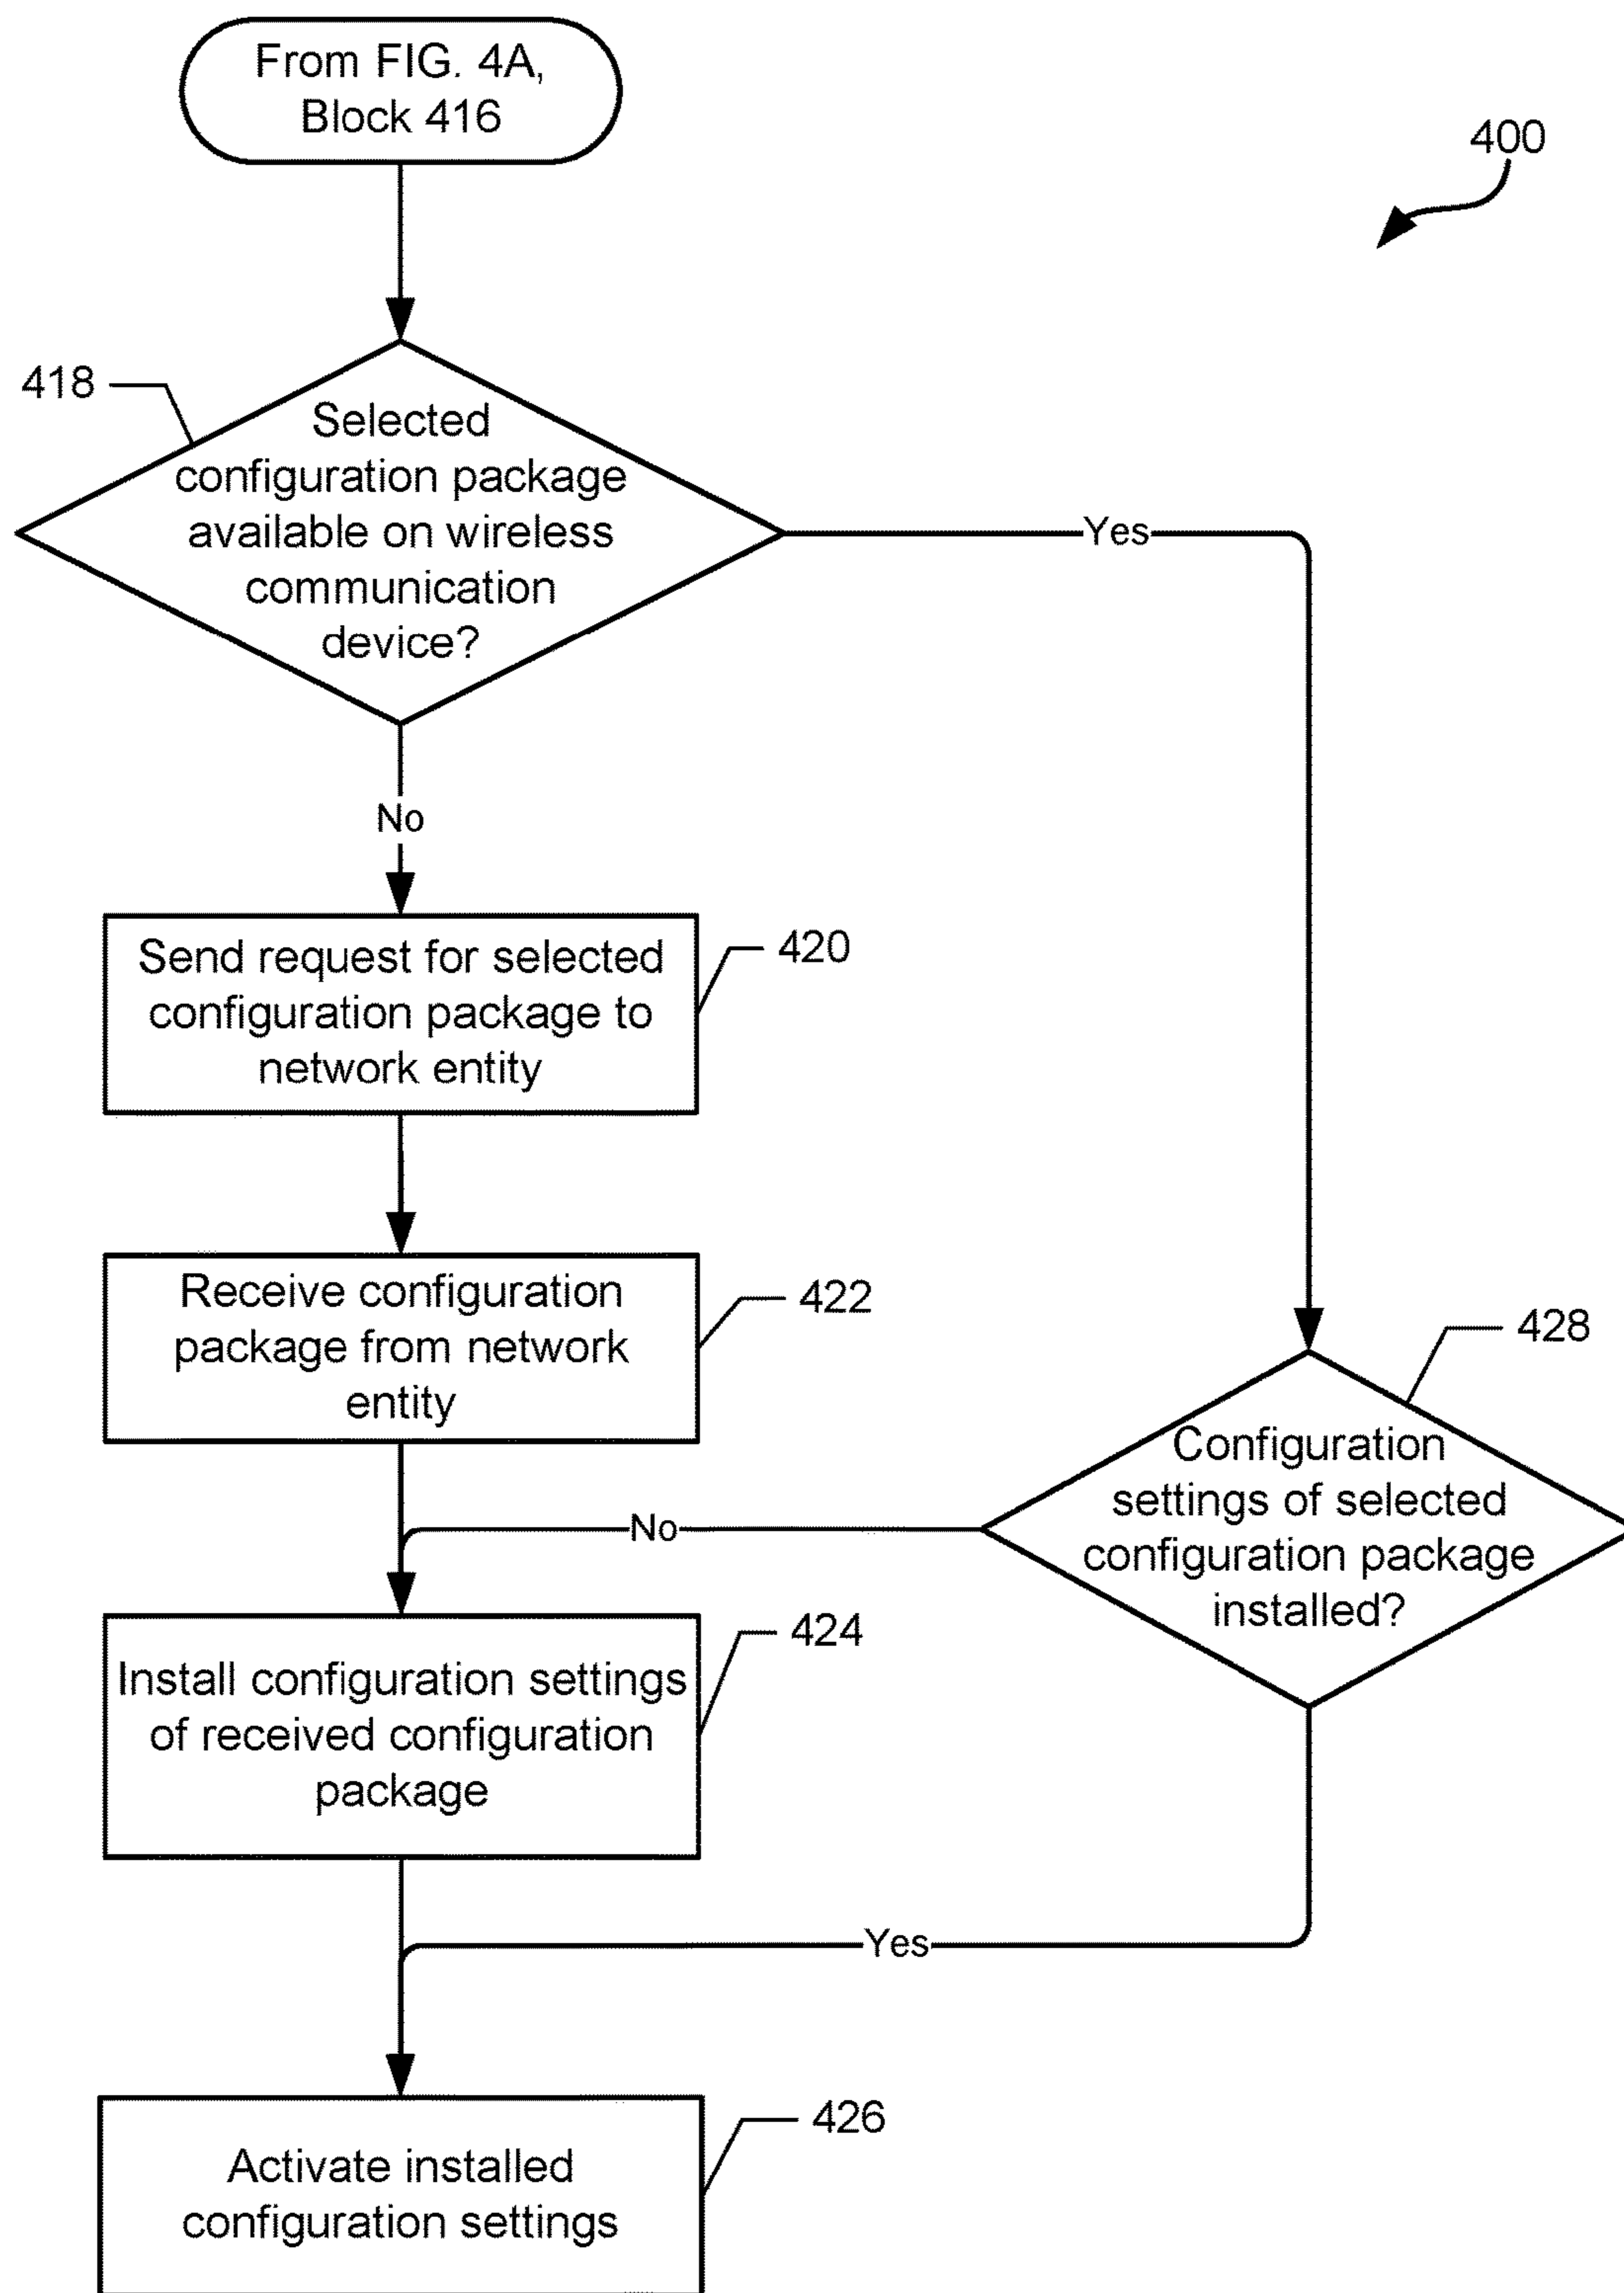 From FIG. 4A,
Block 416
400
418
Selected
configuration package
available on wireless
communication
device?
Yes
No
Send request for selected
configuration package to
network entity
420
Receive configuration
package from network
entity
422
428
Configuration
settings of selected
configuration package
installed?
No
Install configuration settings
of received configuration
package
424
Yes
Activate installed
configuration settings
426